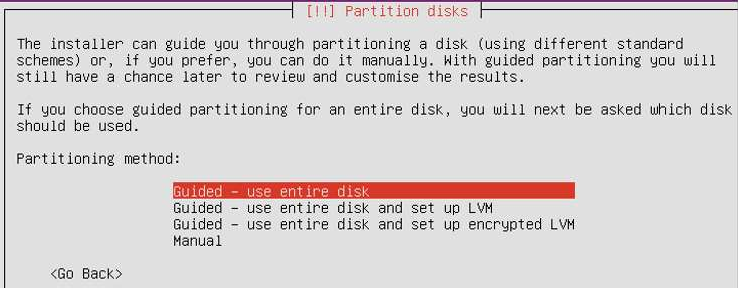 [!!] Partition disks
The installer can guide you through partitioning a disk (using different standard
schemes) or, if you prefer, you can do it manually. With guided partitioning you will
still have a chance later to review and customise the results.
If you choose guided partitioning for an entire disk, you will next be asked which disk
should be used.
Partitioning method:
Guided – use entire disk
Guided – use entire disk and set up LVM
Guided – use entire disk and set up encrypted LVM
Manual
<Go Back>